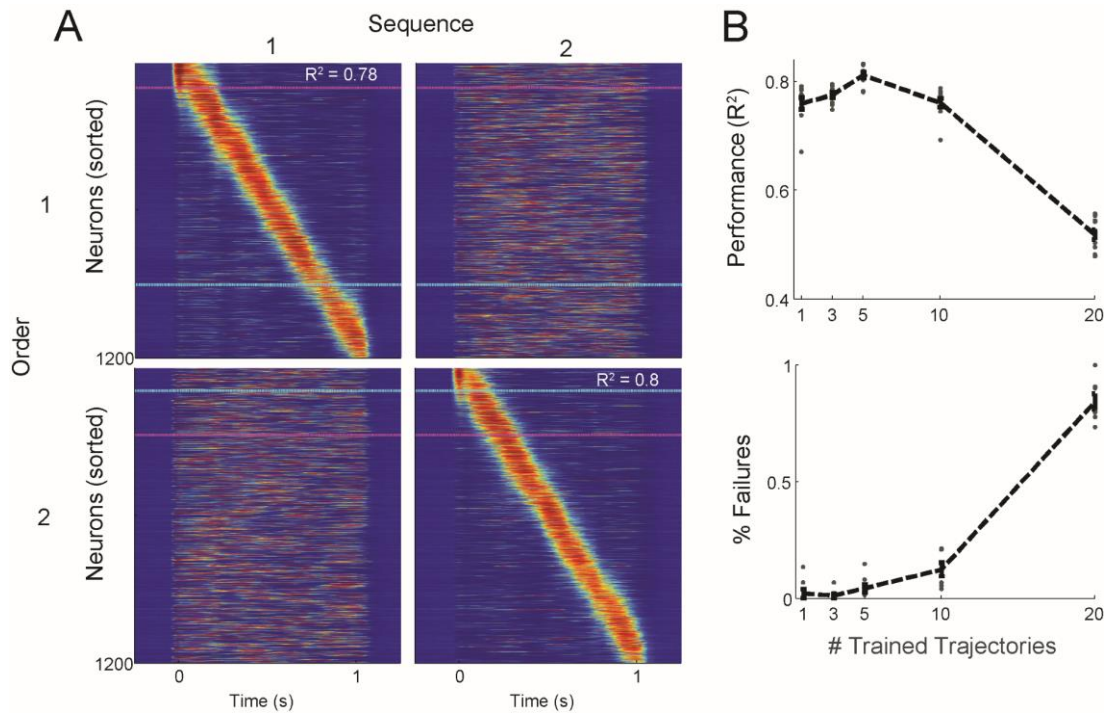 A
Sequence
1
2
R² = 0.78
Order
1
Neurons (sorted)
1200
R² = 0.8
2
Neurons (sorted)
1200
0
1
0
1
Time (s)
Time (s)
B
Performance (R²)
0.8
0.6
0.4
1
3
5
10
20
% Failures
1
0.5
0
1
3
5
10
20
# Trained Trajectories